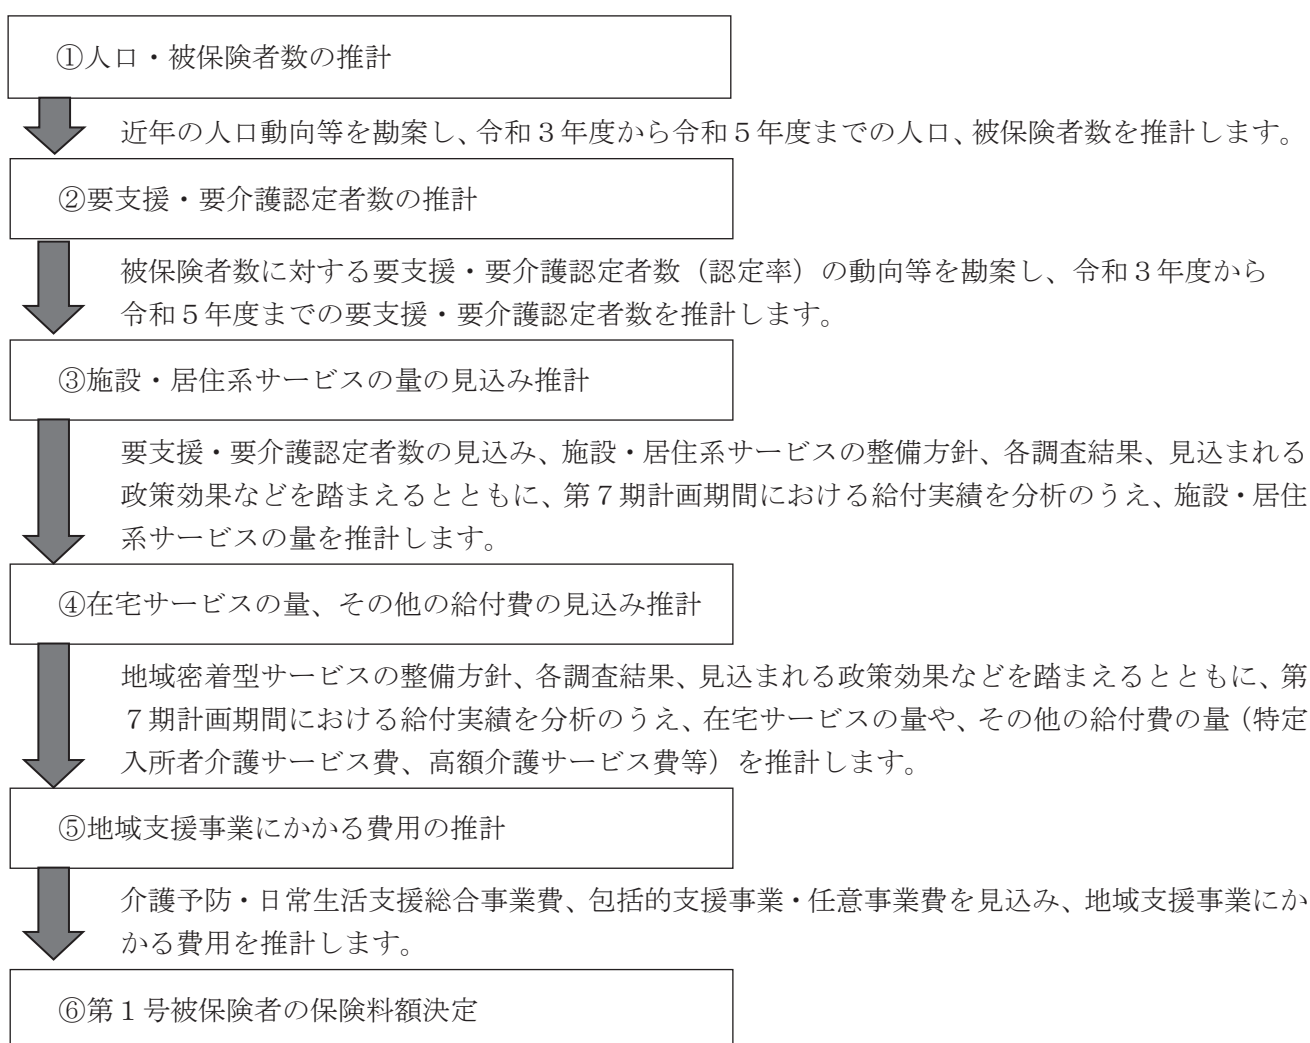 ①人口・被保険者数の推計
近年の人口動向等を勘案し、令和３年度から令和５年度までの人口、被保険者数を推計します。
②要支援・要介護認定者数の推計
被保険者数に対する要支援・要介護認定者数（認定率）の動向等を勘案し、令和３年度から
令和５年度までの要支援・要介護認定者数を推計します。
③施設・居住系サービスの量の見込み推計
要支援・要介護認定者数の見込み、施設・居住系サービスの整備方針、各調査結果、見込まれる
政策効果などを踏まえるとともに、第７期計画期間における給付実績を分析のうえ、施設・居住
系サービスの量を推計します。
④在宅サービスの量、その他の給付費の見込み推計
地域密着型サービスの整備方針、各調査結果、見込まれる政策効果などを踏まえるとともに、第
７期計画期間における給付実績を分析のうえ、在宅サービスの量や、その他の給付費の量（特定
入所者介護サービス費、高額介護サービス費等）を推計します。
⑤地域支援事業にかかる費用の推計
介護予防・日常生活支援総合事業費、包括的支援事業・任意事業費を見込み、地域支援事業にか
かる費用を推計します。
⑥第１号被保険者の保険料額決定